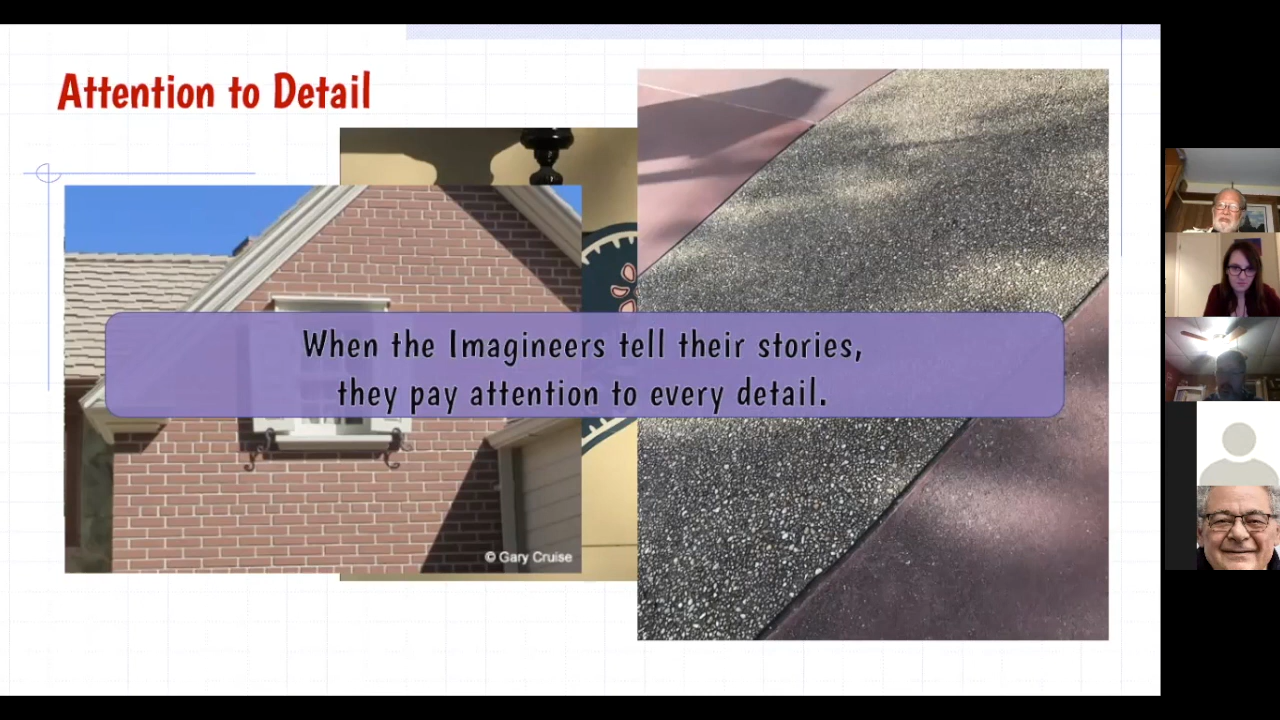 Attention to Detail
When the Imagineers tell their stories,
they pay attention to every detail.
© Gary Cruise